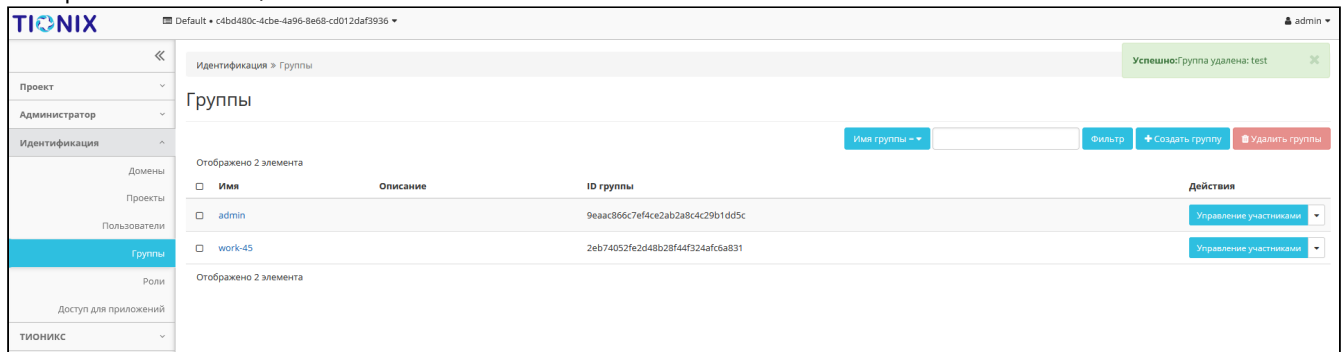 TIONIX
Default • c4bd480c-4cbe-4a96-8e68-cd012daf3936
admin
Идентификация » Группы
Успешно:Группа удалена: test
Проект
Администратор
Идентификация
Домены
Проекты
Пользователи
Группы
Роли
Доступ для приложений
ТИОНИКС
Группы
Имя группы =
Фильтр
Создать группу
Удалить группы
Отображено 2 элемента
Имя Описание ID группы Действия
admin 9eaac866c7ef4ce2ab2a8c4c29b1dd5c Управление участниками
work-45 2eb74052fe2d48b28f44f324afc6a831 Управление участниками
Отображено 2 элемента